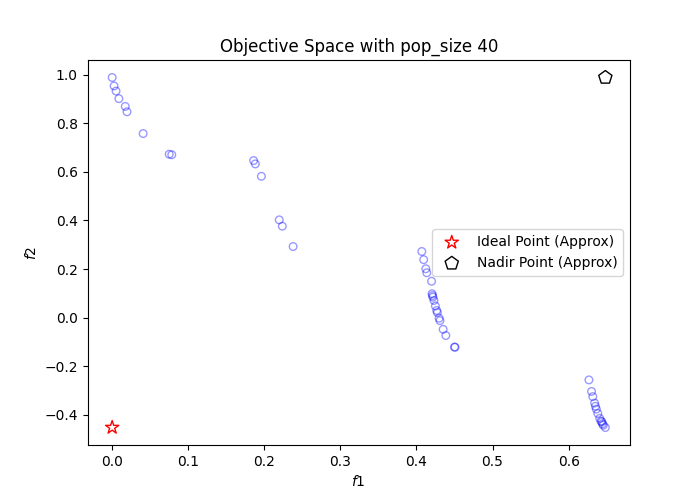 Objective Space with pop_size 40
1.0
0.8
0.6
0.4
0.2
0.0
−0.2
−0.4
f2
Ideal Point (Approx)
Nadir Point (Approx)
0.0 0.1 0.2 0.3 0.4 0.5 0.6
f1